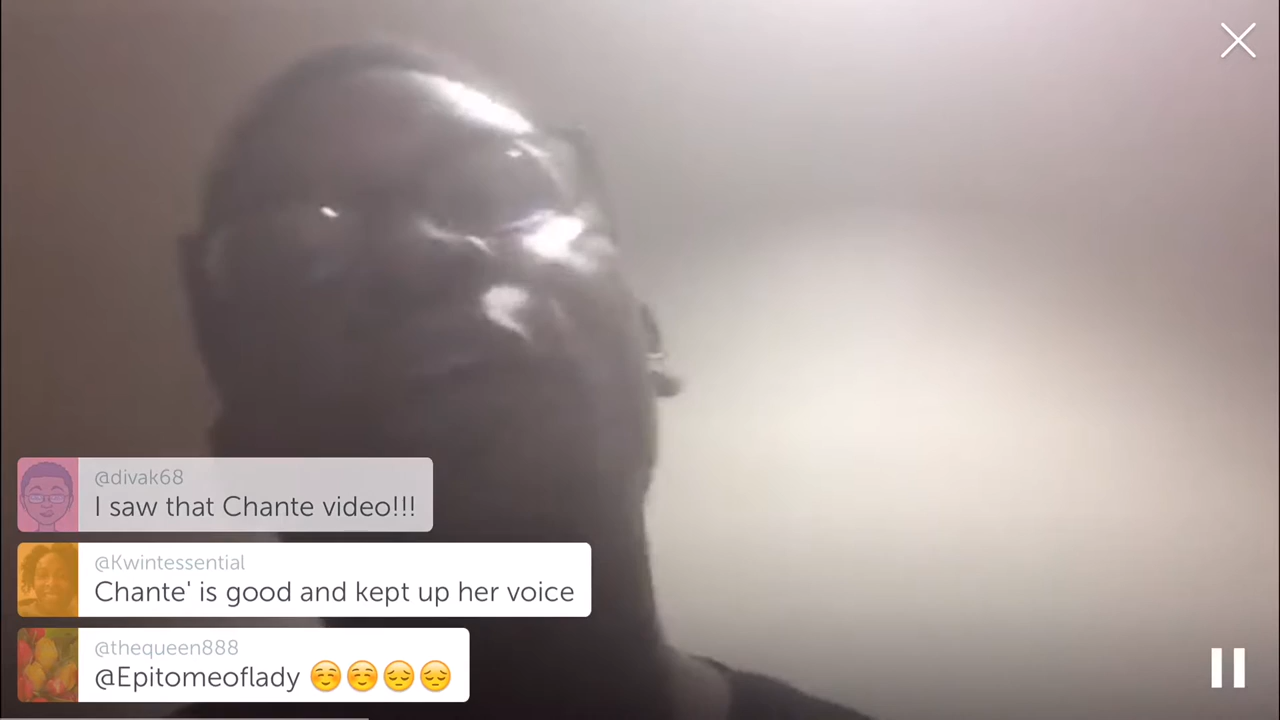 @divak68
I saw that Chante video!!!
@Kwintessential
Chante' is good and kept up her voice
@thequeen888
@Epitomeoflady ☺️☺️😔😔